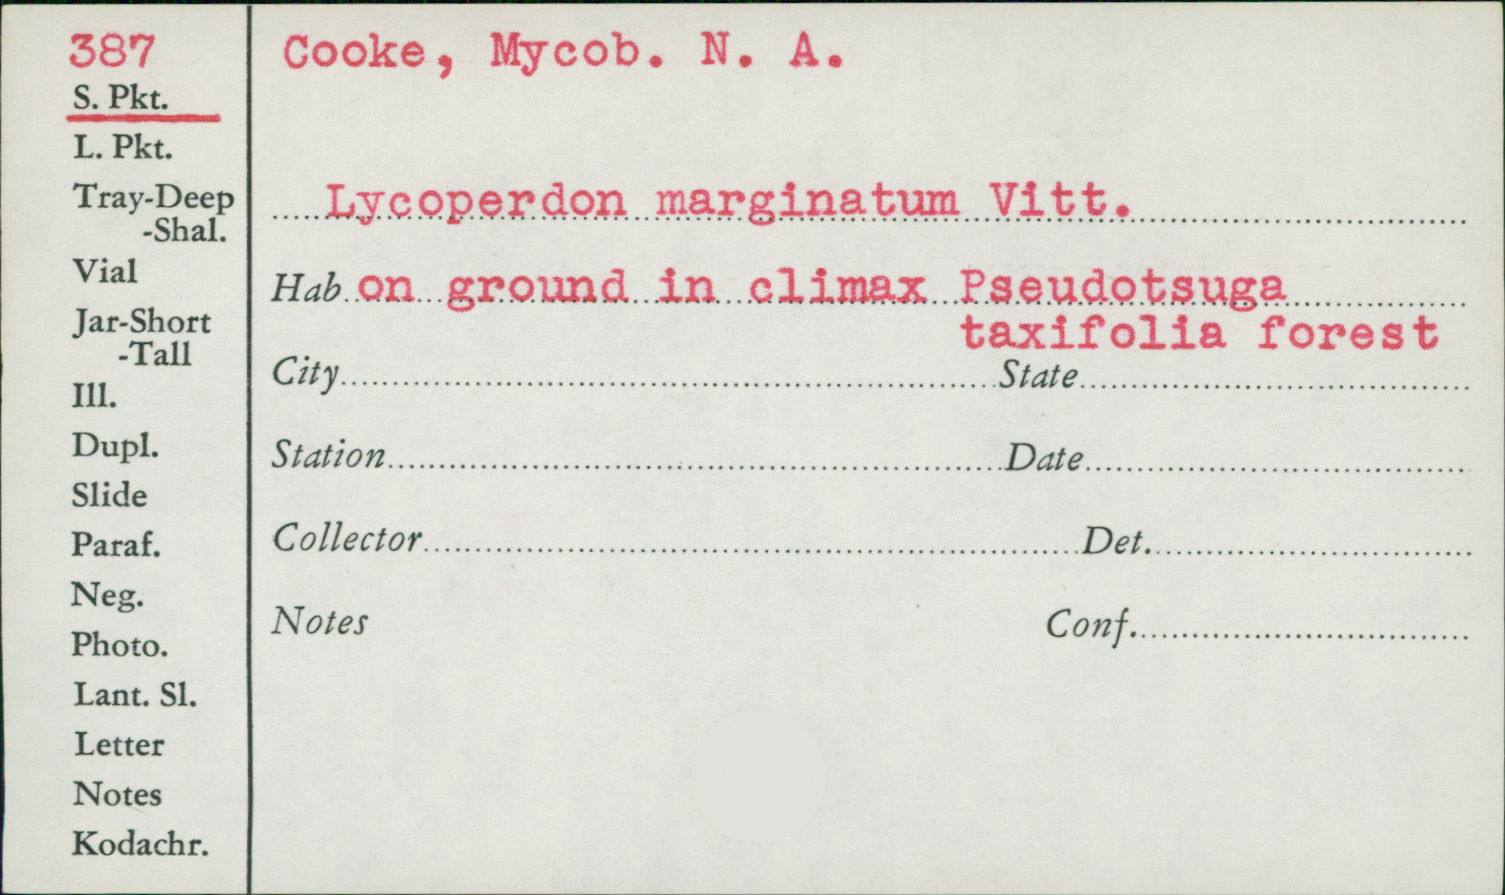 387
S. Pkt.
L. Pkt.
Tray-Deep
-Shal.
Vial
Jar-Short
-Tall
Ill.
Dupl.
Slide
Paraf.
Neg.
Photo.
Lant. Sl.
Letter
Notes
Kodachr.
Cooke, Mycob. N. A.
Lycoperdon marginatum Vitt.
Hab on ground in climax Pseudotsuga
taxifolia forest
City State
Station Date
Collector Det.
Notes Conf.